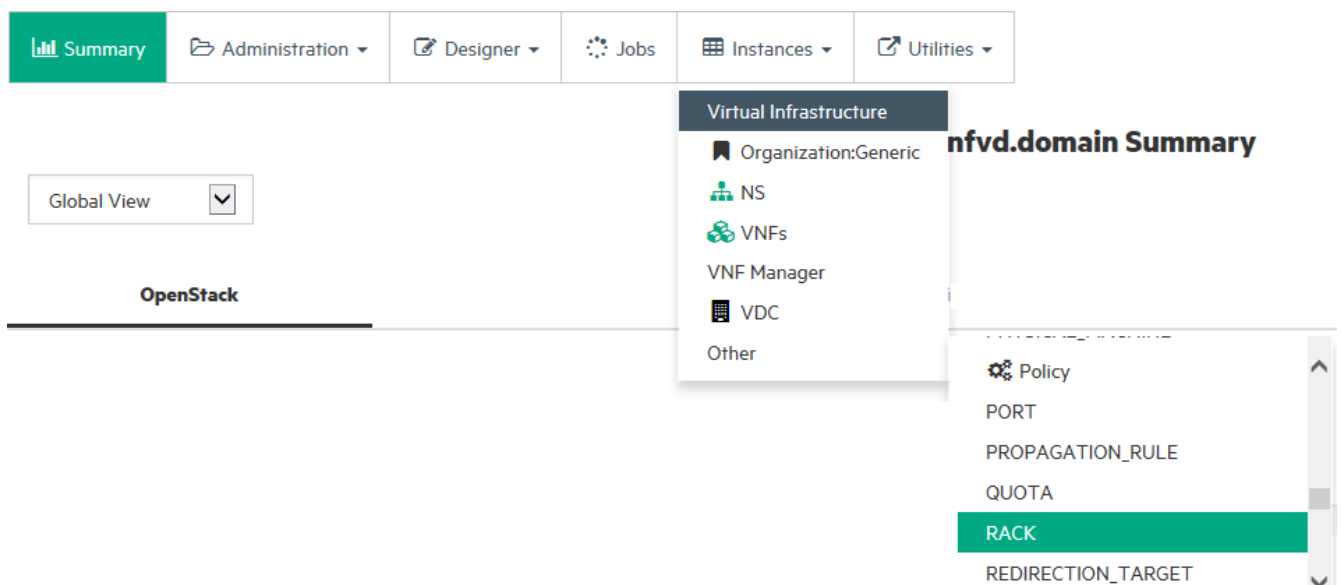 Summary
Administration
Designer
Jobs
Instances
Utilities
Virtual Infrastructure
Organization:Generic
nfvd.domain Summary
NS
Global View
VNFs
VNF Manager
OpenStack
VDC
Other
Policy
PORT
PROPAGATION_RULE
QUOTA
RACK
REDIRECTION_TARGET